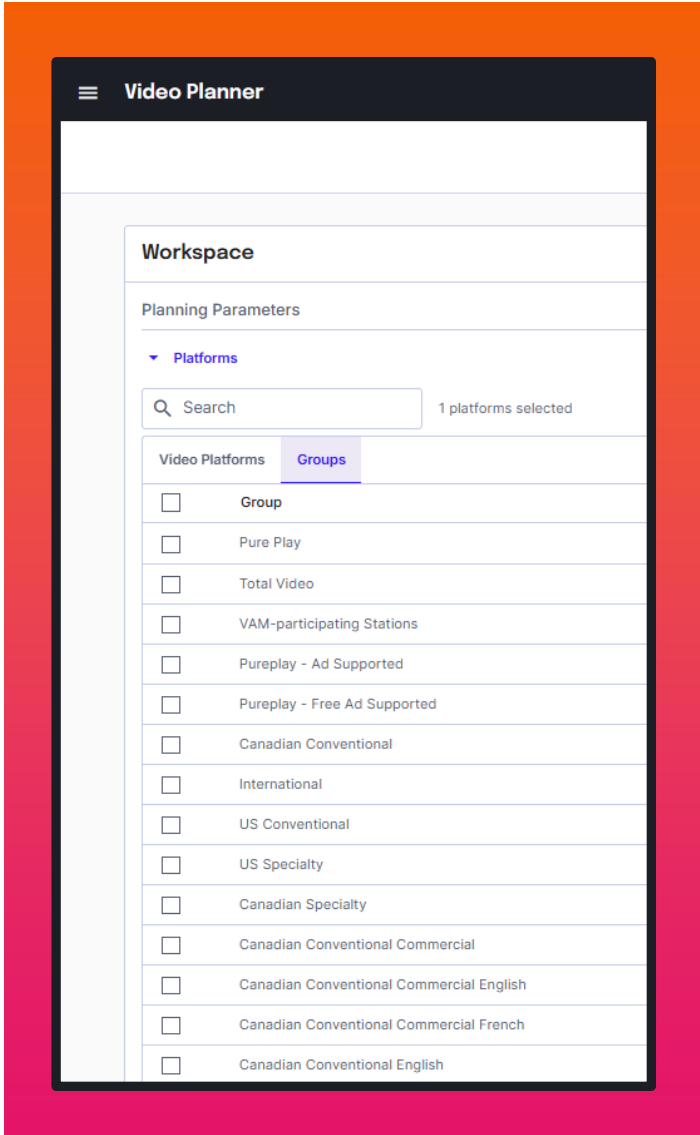 Video Planner
Workspace
Planning Parameters
Platforms
Search
1 platforms selected
Video Platforms Groups
Group
Pure Play
Total Video
VAM-participating Stations
Pureplay - Ad Supported
Pureplay - Free Ad Supported
Canadian Conventional
International
US Conventional
US Specialty
Canadian Specialty
Canadian Conventional Commercial
Canadian Conventional Commercial English
Canadian Conventional Commercial French
Canadian Conventional English